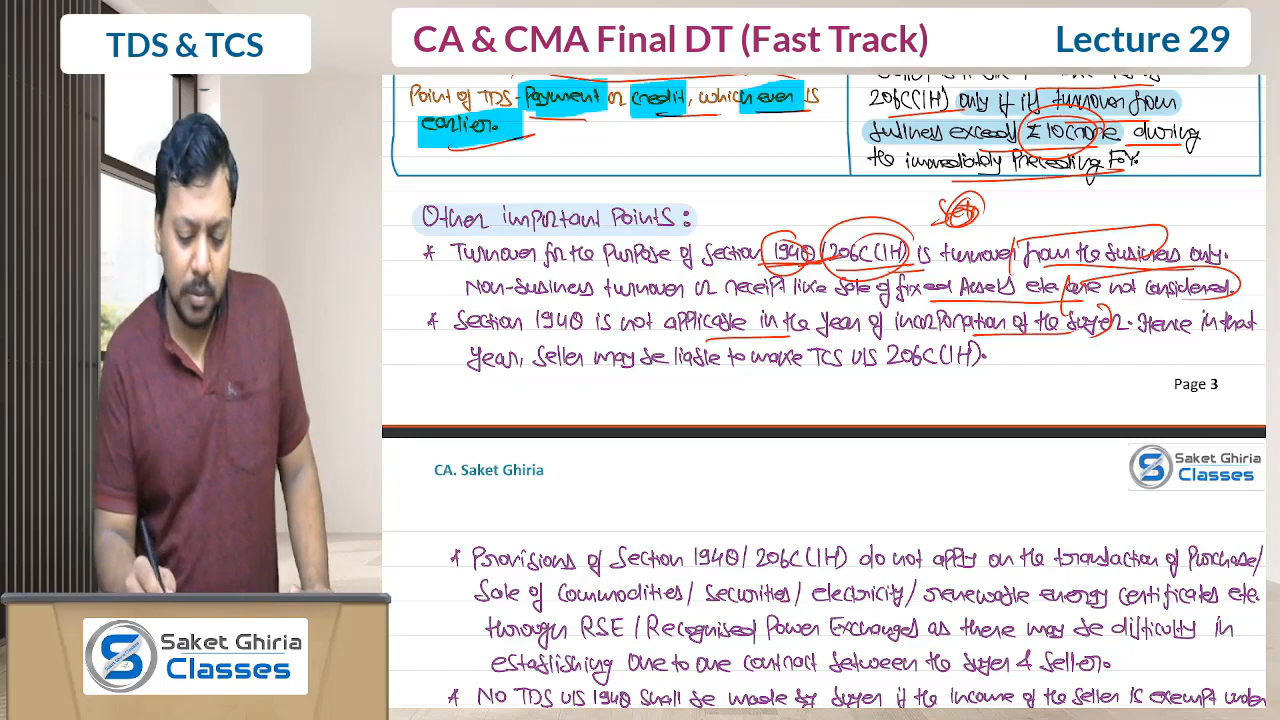 TDS & TCS
CA & CMA Final DT (Fast Track)
Lecture 29
Point of TDS - Payment or credit, which ever is
earlier.
206C(1H) only if its turnover from
business exceeds ₹ 10 crore during
the immediately Preceding F.Y.
Other important Points:
* Turnover for the Purpose of Section 194Q/206C(1H) is turnover from the business only.
Non-business turnover or receipt like Sale of fixed Assets etc are not considered.
* Section 194Q is not applicable in the year of incorporation of the buyer. Hence in that
year, Seller may be liable to make TCS u/s 206C(1H).
Page 3
CA. Saket Ghiria
Saket Ghiria
Classes
* Provisions of Section 194Q/206C(1H) do not apply on the transaction of Purchase/
Sale of commodities/ Securities/ electricity/ renewable energy certificates etc.
through RSE / Recognised Power Exchanges as there may be difficulty in
establishing one to one contract between the buyer & Seller.
* No TDS u/s 194Q shall be made by buyer if the income of the seller is exempt under
Saket Ghiria
Classes